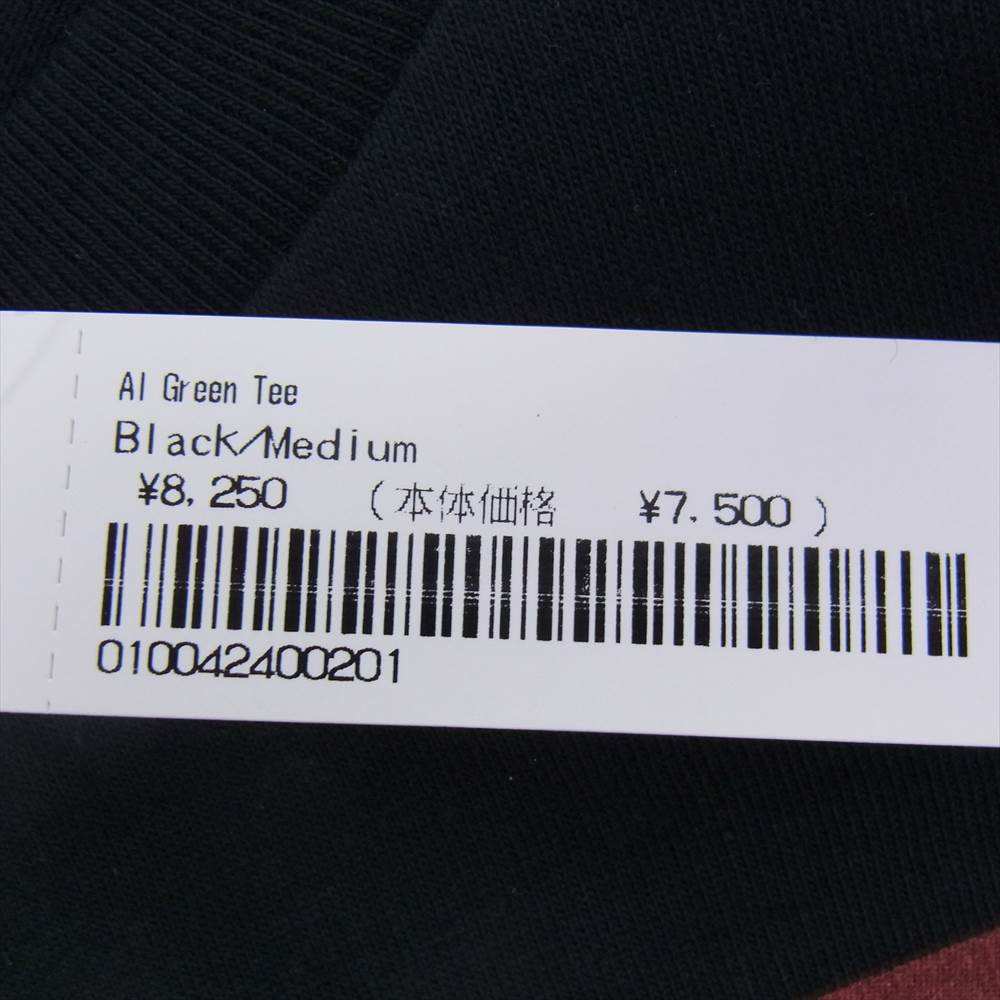 Al Green Tee
Black/Medium
¥8,250 (本体価格 ¥7,500)
010042400201